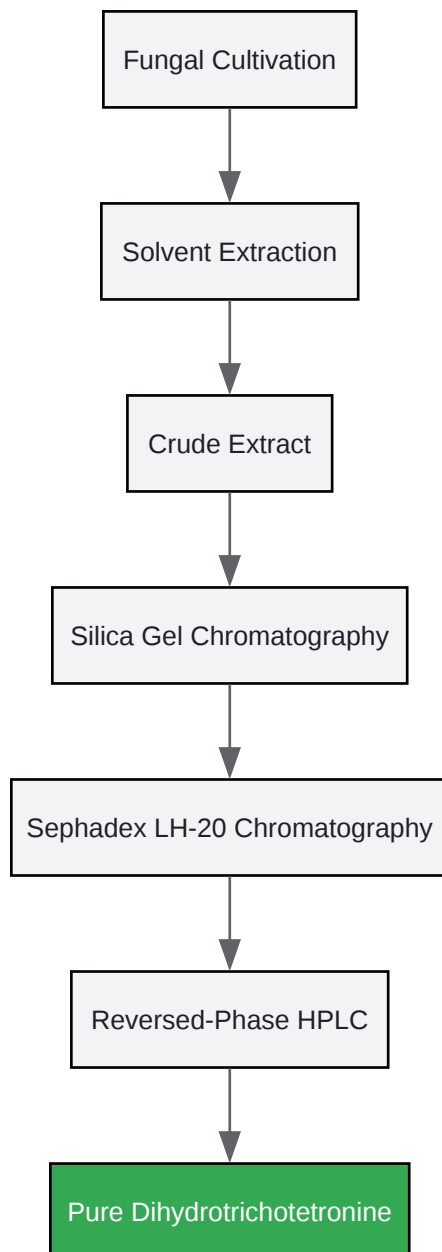 Fungal Cultivation
Solvent Extraction
Crude Extract
Silica Gel Chromatography
Sephadex LH-20 Chromatography
Reversed-Phase HPLC
Pure Dihydrotrichotetronine